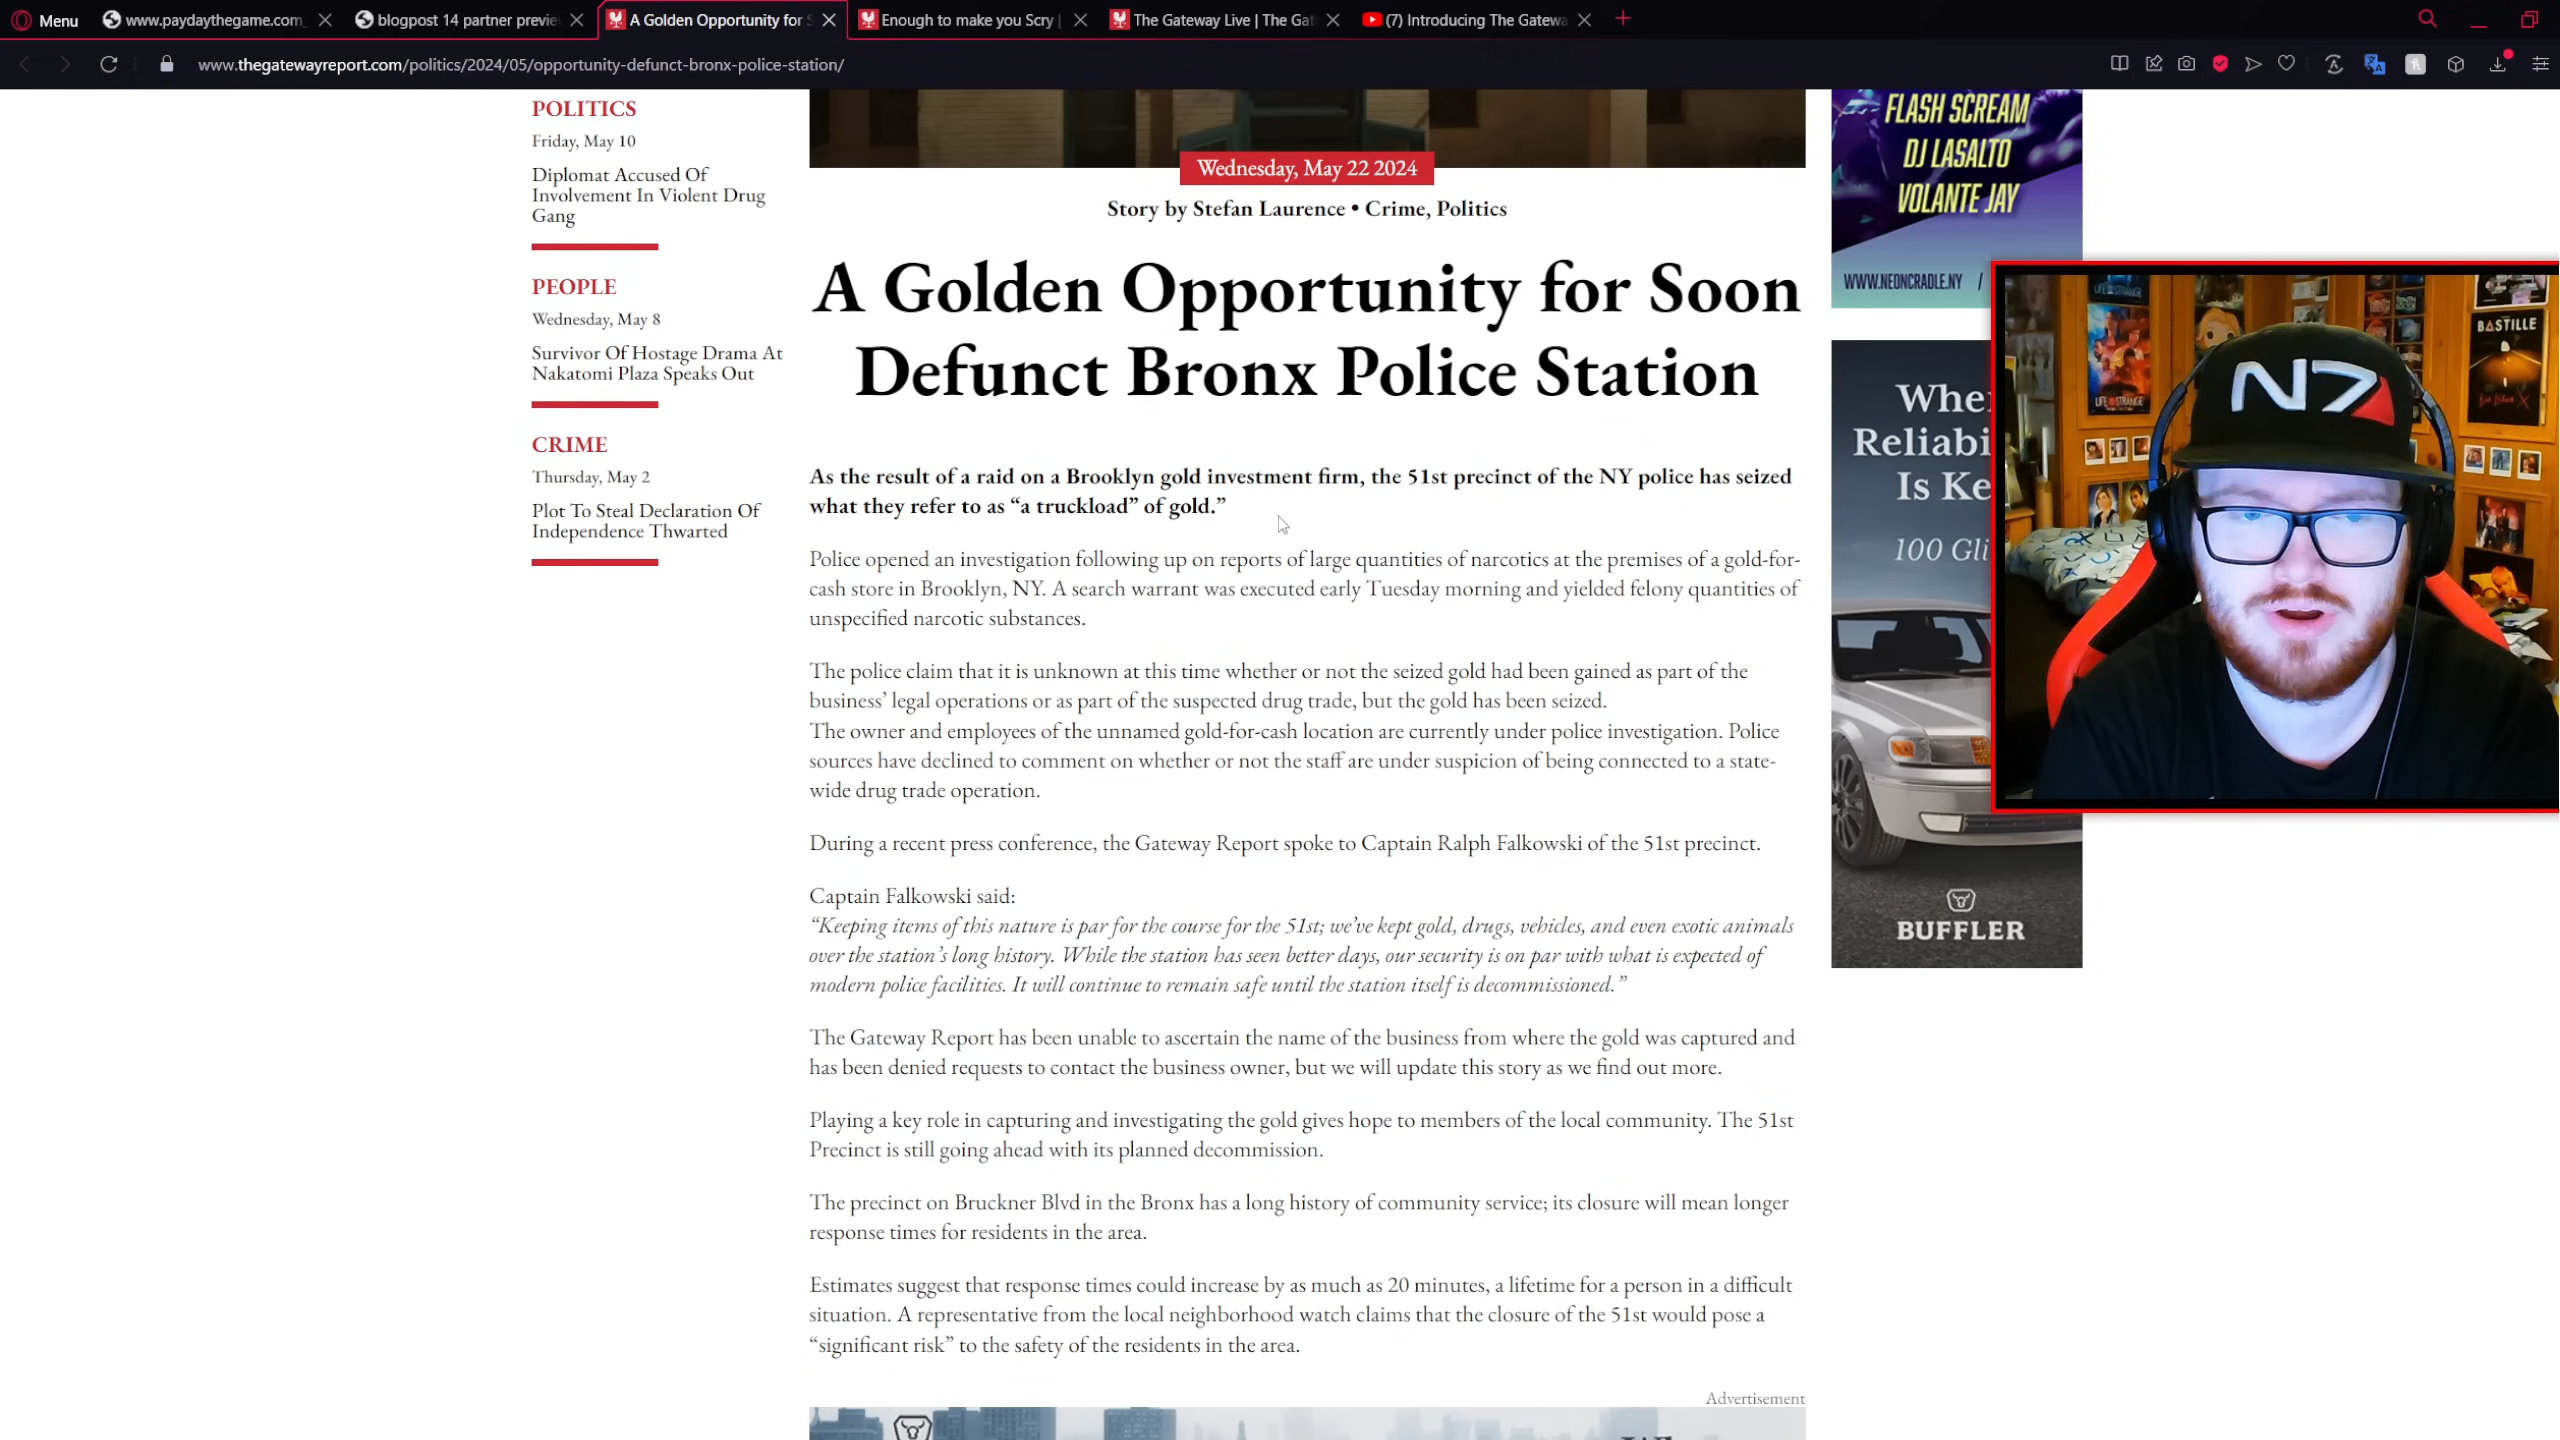 Menu
www.paydaythegame.com
blogpost 14 partner previe
A Golden Opportunity for S
Enough to make you Scry |
The Gateway Live | The Gat
(7) Introducing The Gatewa
www.thegatewayreport.com/politics/2024/05/opportunity-defunct-bronx-police-station/
POLITICS
Friday, May 10
Diplomat Accused Of
Involvement In Violent Drug
Gang
PEOPLE
Wednesday, May 8
Survivor Of Hostage Drama At
Nakatomi Plaza Speaks Out
CRIME
Thursday, May 2
Plot To Steal Declaration Of
Independence Thwarted
Wednesday, May 22 2024
Story by Stefan Laurence • Crime, Politics
A Golden Opportunity for Soon
Defunct Bronx Police Station
As the result of a raid on a Brooklyn gold investment firm, the 51st precinct of the NY police has seized
what they refer to as “a truckload” of gold.”
Police opened an investigation following up on reports of large quantities of narcotics at the premises of a gold-for-
cash store in Brooklyn, NY. A search warrant was executed early Tuesday morning and yielded felony quantities of
unspecified narcotic substances.
The police claim that it is unknown at this time whether or not the seized gold had been gained as part of the
business’ legal operations or as part of the suspected drug trade, but the gold has been seized.
The owner and employees of the unnamed gold-for-cash location are currently under police investigation. Police
sources have declined to comment on whether or not the staff are under suspicion of being connected to a state-
wide drug trade operation.
During a recent press conference, the Gateway Report spoke to Captain Ralph Falkowski of the 51st precinct.
Captain Falkowski said:
“Keeping items of this nature is par for the course for the 51st; we’ve kept gold, drugs, vehicles, and even exotic animals
over the station’s long history. While the station has seen better days, our security is on par with what is expected of
modern police facilities. It will continue to remain safe until the station itself is decommissioned.”
The Gateway Report has been unable to ascertain the name of the business from where the gold was captured and
has been denied requests to contact the business owner, but we will update this story as we find out more.
Playing a key role in capturing and investigating the gold gives hope to members of the local community. The 51st
Precinct is still going ahead with its planned decommission.
The precinct on Bruckner Blvd in the Bronx has a long history of community service; its closure will mean longer
response times for residents in the area.
Estimates suggest that response times could increase by as much as 20 minutes, a lifetime for a person in a difficult
situation. A representative from the local neighborhood watch claims that the closure of the 51st would pose a
“significant risk” to the safety of the residents in the area.
Advertisement
FLASH SCREAM
DJ LASALTO
VOLANTE JAY
WWW.NEONCRADLE.NY /
Whe
Reliabi
Is Ke
100 Gli
BUFFLER
N7
BASTILLE
LIFE IS STRANGE